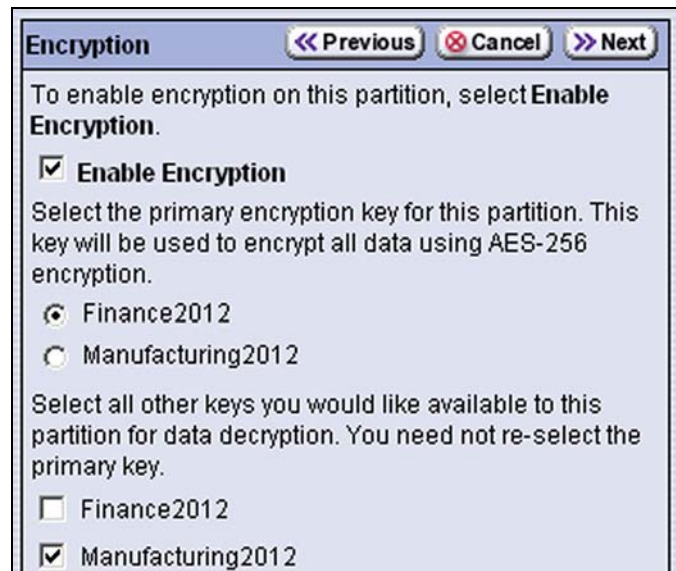 Encryption
Previous Cancel Next
To enable encryption on this partition, select Enable
Encryption.
Enable Encryption
Select the primary encryption key for this partition. This
key will be used to encrypt all data using AES-256
encryption.
Finance2012
Manufacturing2012
Select all other keys you would like available to this
partition for data decryption. You need not re-select the
primary key.
Finance2012
Manufacturing2012